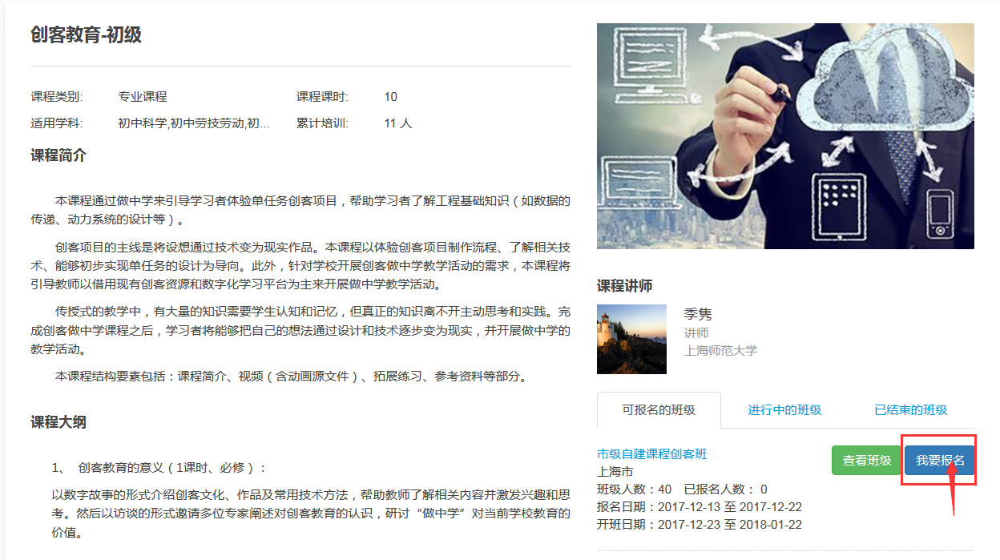 创客教育-初级
课程类别: 专业课程 课程课时: 10
适用学科: 初中科学,初中劳技劳动,初... 累计培训: 11 人
课程简介
本课程通过做中学来引导学习者体验单任务创客项目，帮助学习者了解工程基础知识（如数据的
传递、动力系统的设计等）。
创客项目的主线是将设想通过技术变为现实作品。本课程以体验创客项目制作流程、了解相关技
术、能够初步实现单任务的设计为导向。此外，针对学校开展创客做中学教学活动的需求，本课程将
引导教师以借用现有创客资源和数字化学习平台为主来开展做中学教学活动。
传授式的教学中，有大量的知识需要学生认知和记忆，但真正的知识离不开主动思考和实践。完
成创客做中学课程之后，学习者将能够把自己的想法通过设计和技术逐步变为现实，并开展做中学的
教学活动。
本课程结构要素包括：课程简介、视频（含动画源文件）、拓展练习、参考资料等部分。
课程大纲
1、 创客教育的意义（1课时、必修）：
以数字故事的形式介绍创客文化、作品及常用技术方法，帮助教师了解相关内容并激发兴趣和思
考。然后以访谈的形式邀请多位专家阐述对创客教育的认识，研讨“做中学”对当前学校教育的
价值。
课程讲师
季隽
讲师
上海师范大学
可报名的班级 进行中的班级 已结束的班级
市级自建课程创客班
上海市
班级人数：40 已报名人数： 0
报名日期：2017-12-13 至 2017-12-22
开班日期：2017-12-23 至 2018-01-22
查看班级 我要报名